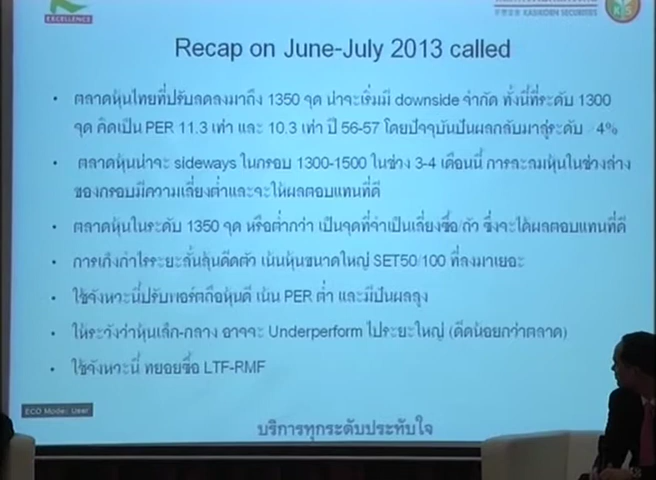 EXCELLENCE
KASIKORN SECURITIES
KS
Recap on June-July 2013 called
• ตลาดหุ้นไทยที่ปรับลดลงมาถึง 1350 จุด น่าจะเริ่มมี downside จำกัด ทั้งนี้ที่ระดับ 1300
จุด คิดเป็น PER 11.3 เท่า และ 10.3 เท่า ปี 56-57 โดยปัจจุบันปันผลกลับมาสู่ระดับ 4%
• ตลาดหุ้นน่าจะ sideways ในกรอบ 1300-1500 ในช่วง 3-4 เดือนนี้ การสะสมหุ้นในช่วงล่าง
ของกรอบมีความเสี่ยงต่ำและจะให้ผลตอบแทนที่ดี
• ตลาดหุ้นในระดับ 1350 จุด หรือต่ำกว่า เป็นจุดที่จำเป็นเสี่ยงซื้อ/ถัว ซึ่งจะได้ผลตอบแทนที่ดี
• การเก็งกำไรระยะสั้นลุ้นดีดตัว เน้นหุ้นขนาดใหญ่ SET50/100 ที่ลงมาเยอะ
• ใช้จังหวะนี้ปรับพอร์ตถือหุ้นดี เน้น PER ต่ำ และมีปันผลสูง
• ให้ระวังว่าหุ้นเล็ก-กลาง อาจจะ Underperform ไประยะใหญ่ (ดีดน้อยกว่าตลาด)
• ใช้จังหวะนี้ ทยอยซื้อ LTF-RMF
ECO Mode: User
บริการทุกระดับประทับใจ